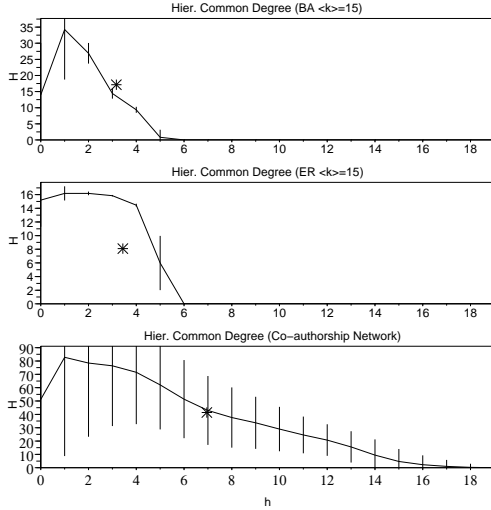 Hier. Common Degree (BA <k>=15)
35
30
25
20
15
10
5
0
H
0 2 4 6 8 10 12 14 16 18
Hier. Common Degree (ER <k>=15)
16
14
12
10
8
6
4
2
0
H
0 2 4 6 8 10 12 14 16 18
Hier. Common Degree (Co-authorship Network)
90
80
70
60
50
40
30
20
10
0
H
0 2 4 6 8 10 12 14 16 18
h